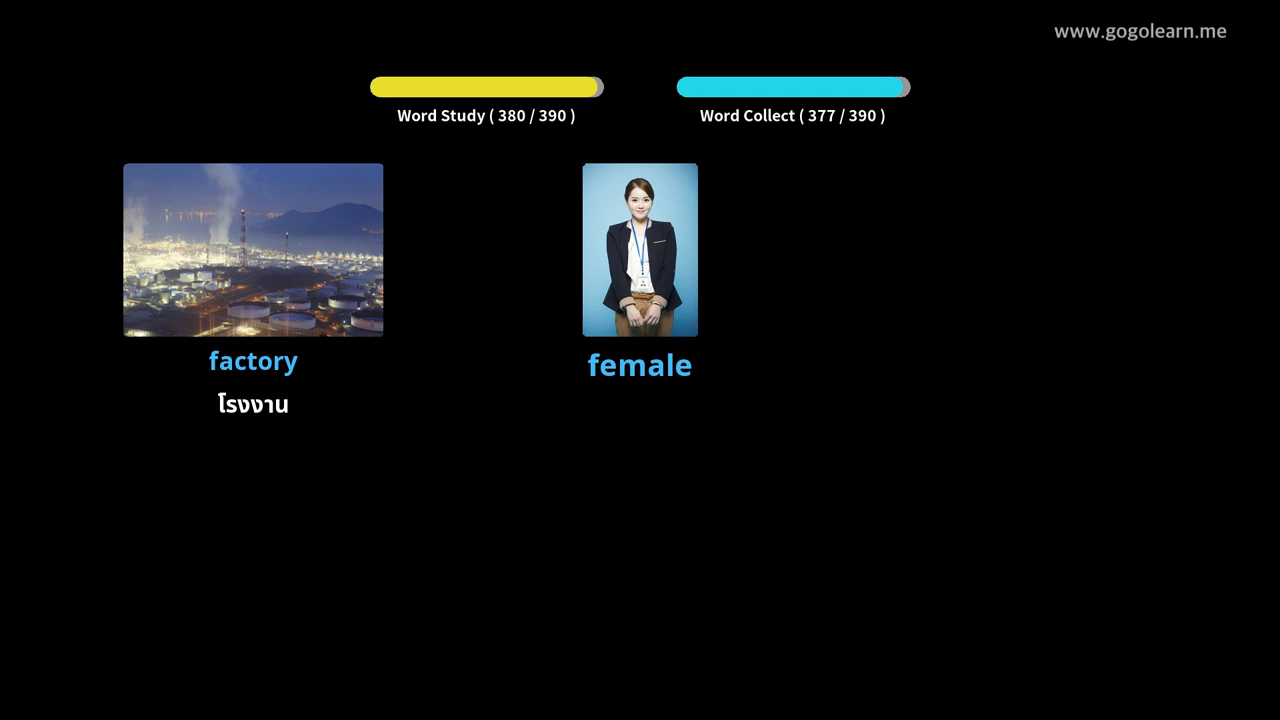 www.gogolearn.me
Word Study ( 380 / 390 )
Word Collect ( 377 / 390 )
factory
โรงงาน
female